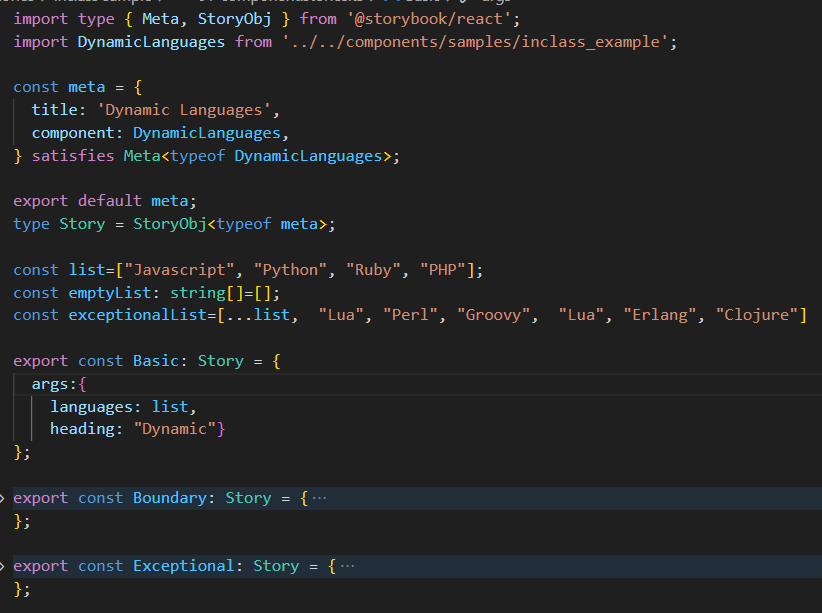 import type { Meta, StoryObj } from '@storybook/react';
import DynamicLanguages from '../../components/samples/inclass_example';
const meta = {
title: 'Dynamic Languages',
component: DynamicLanguages,
} satisfies Meta<typeof DynamicLanguages>;
export default meta;
type Story = StoryObj<typeof meta>;
const list=["Javascript", "Python", "Ruby", "PHP"];
const emptyList: string[]=[];
const exceptionalList=[...list,  "Lua", "Perl", "Groovy",  "Lua", "Erlang", "Clojure"]
export const Basic: Story = {
args:{
languages: list,
heading: "Dynamic"}
};
export const Boundary: Story = {···
};
export const Exceptional: Story = {···
};